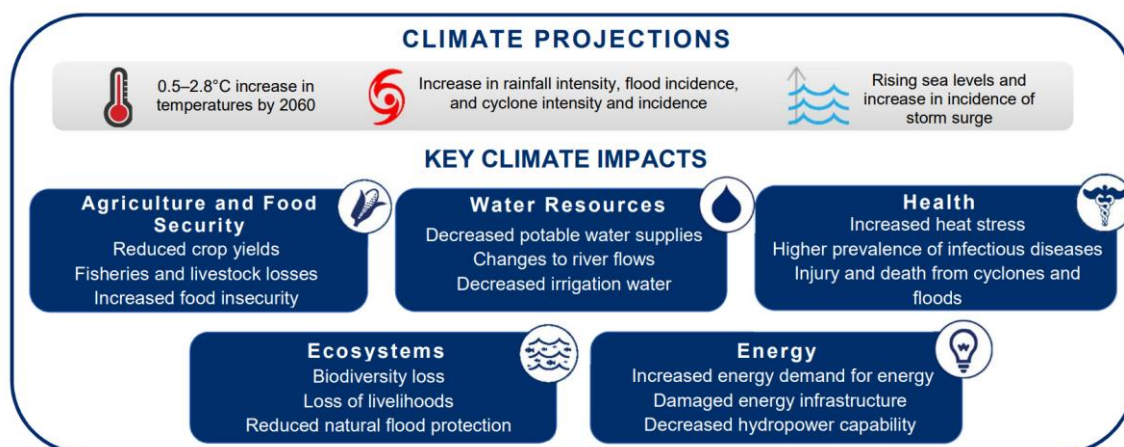 CLIMATE PROJECTIONS
0.5–2.8°C increase in
temperatures by 2060
Increase in rainfall intensity, flood incidence,
and cyclone intensity and incidence
Rising sea levels and
increase in incidence of
storm surge
KEY CLIMATE IMPACTS
Agriculture and Food
Security
Reduced crop yields
Fisheries and livestock losses
Increased food insecurity
Water Resources
Decreased potable water supplies
Changes to river flows
Decreased irrigation water
Health
Increased heat stress
Higher prevalence of infectious diseases
Injury and death from cyclones and
floods
Ecosystems
Biodiversity loss
Loss of livelihoods
Reduced natural flood protection
Energy
Increased energy demand for energy
Damaged energy infrastructure
Decreased hydropower capability